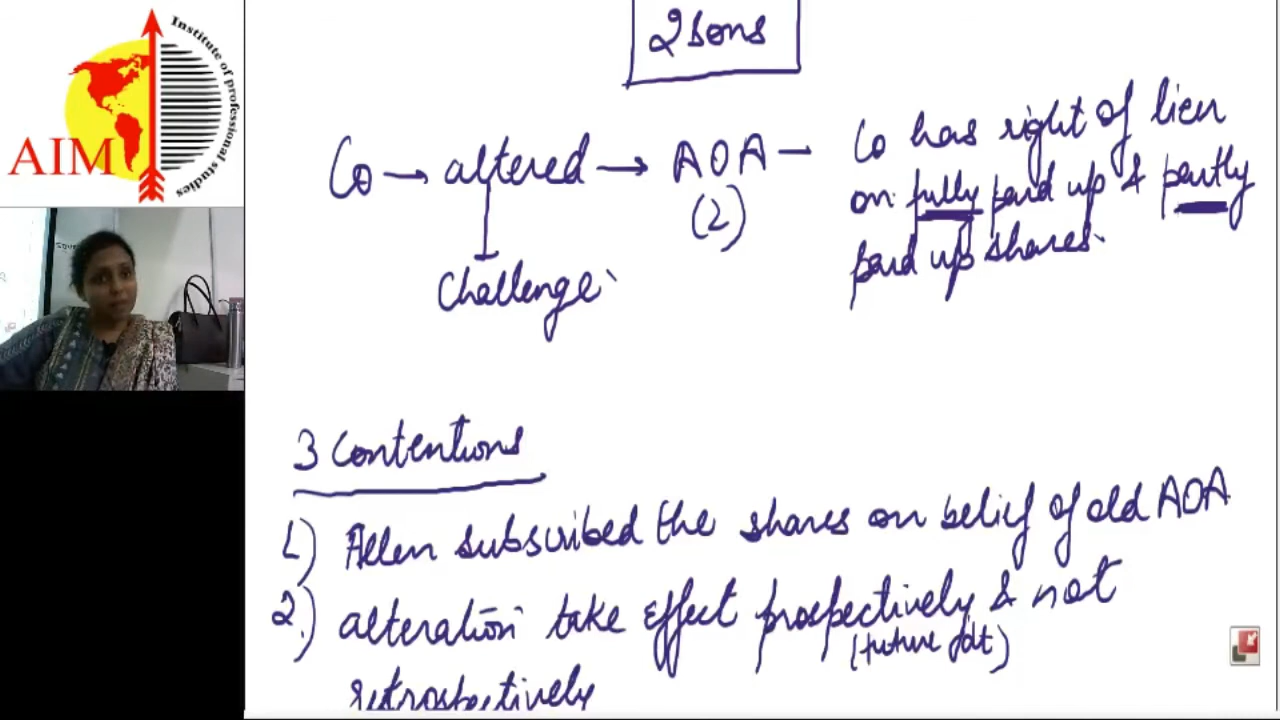 Institute of professional studies
AIM
2 sons
Co → altered → AOA — Co has right of lien
on fully paid up & partly
paid up shares.
(2)
Challenge
3 Contentions
1) Allen subscribed the shares on belief of old AOA
2.) alteration take effect prospectively & not
(future
retrospectively